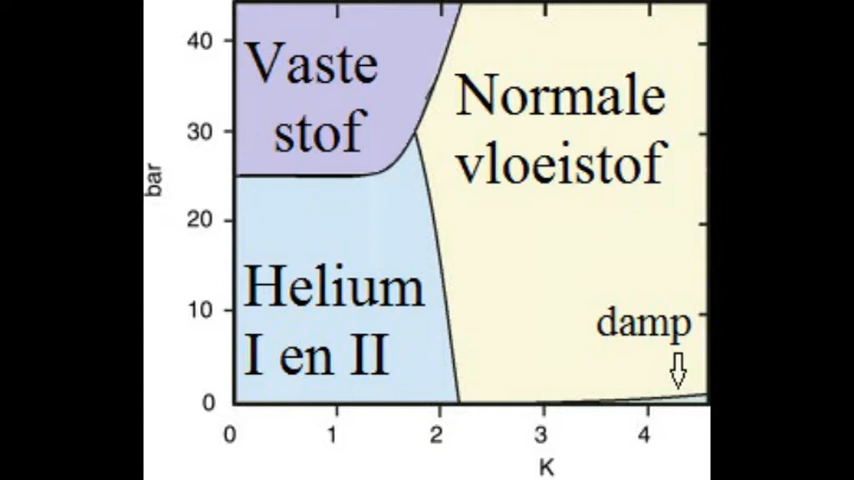 40
30
20
10
0
bar
Vaste
stof
Normale
vloeistof
Helium
I en II
damp
0 1 2 3 4
K